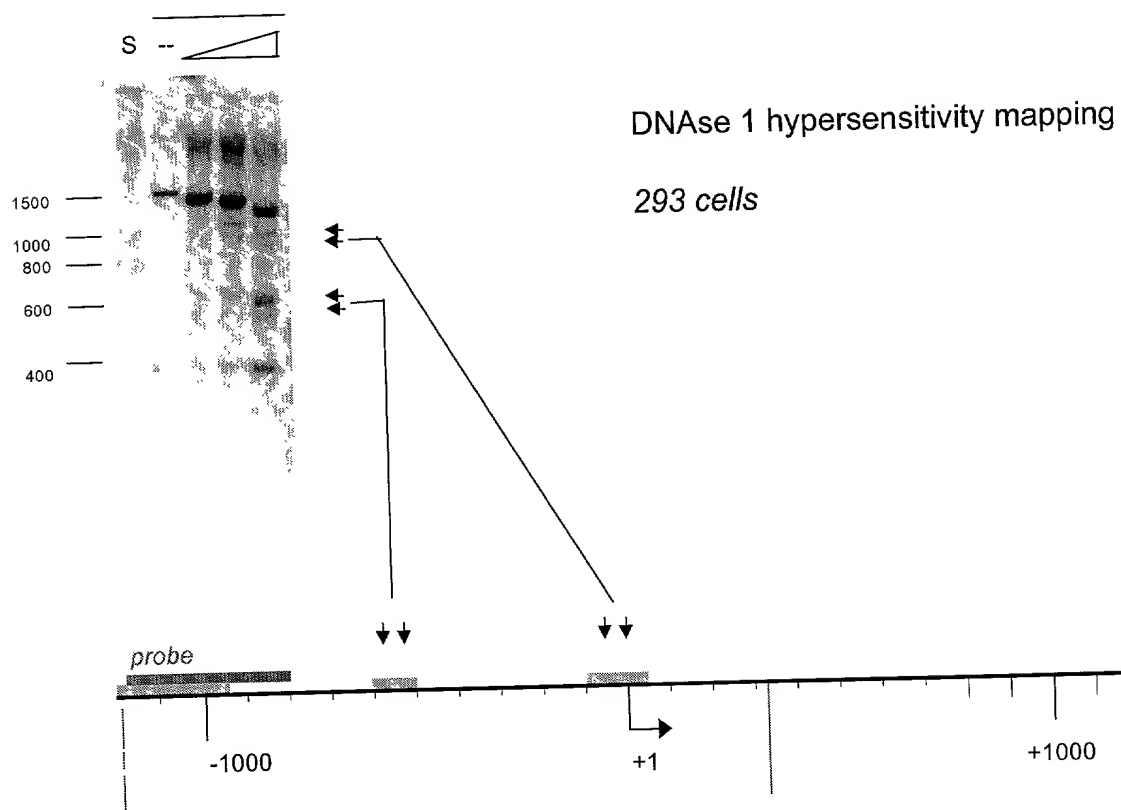 S --
DNAse 1 hypersensitivity mapping
293 cells
1500
1000
800
600
400
probe
-1000
+1
+1000